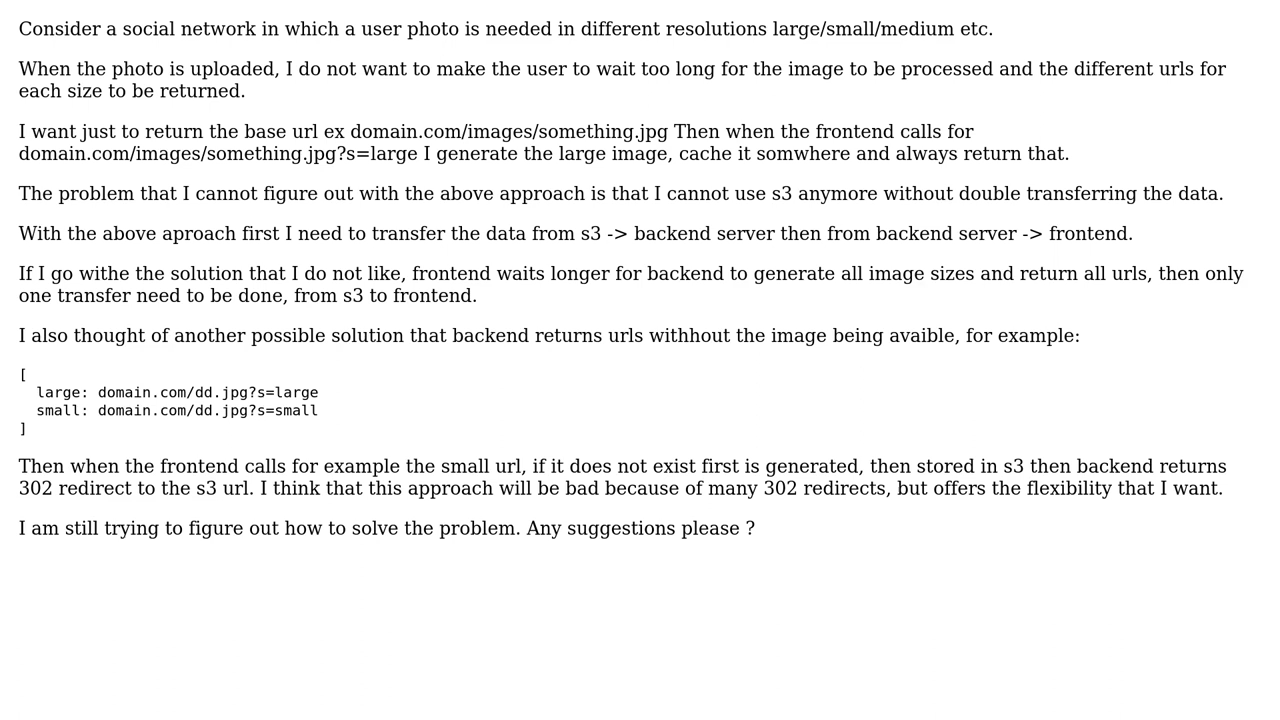 Consider a social network in which a user photo is needed in different resolutions large/small/medium etc.
When the photo is uploaded, I do not want to make the user to wait too long for the image to be processed and the different urls for
each size to be returned.
I want just to return the base url ex domain.com/images/something.jpg Then when the frontend calls for
domain.com/images/something.jpg?s=large I generate the large image, cache it somwhere and always return that.
The problem that I cannot figure out with the above approach is that I cannot use s3 anymore without double transferring the data.
With the above aproach first I need to transfer the data from s3 -> backend server then from backend server -> frontend.
If I go withe the solution that I do not like, frontend waits longer for backend to generate all image sizes and return all urls, then only
one transfer need to be done, from s3 to frontend.
I also thought of another possible solution that backend returns urls withhout the image being avaible, for example:
[
  large: domain.com/dd.jpg?s=large
  small: domain.com/dd.jpg?s=small
]
Then when the frontend calls for example the small url, if it does not exist first is generated, then stored in s3 then backend returns
302 redirect to the s3 url. I think that this approach will be bad because of many 302 redirects, but offers the flexibility that I want.
I am still trying to figure out how to solve the problem. Any suggestions please ?